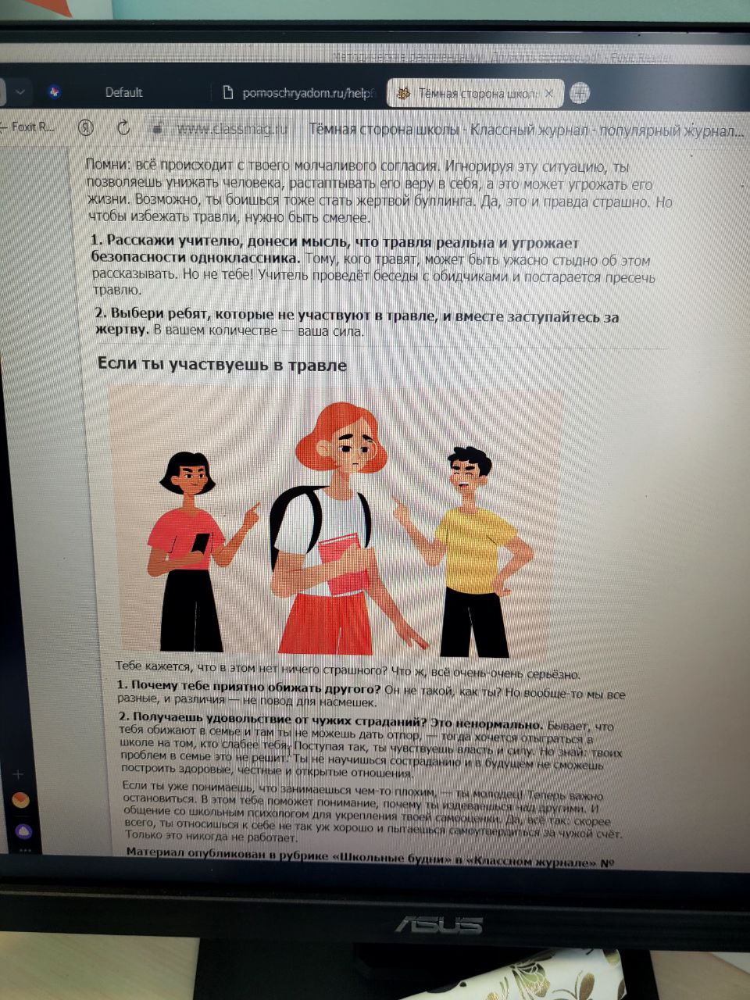 Default
pomoschryadom.ru/help
Тёмная сторона школ
Foxit R...
www.classmag.ru
Тёмная сторона школы - Классный журнал - популярный журнал...
Помни: всё происходит с твоего молчаливого согласия. Игнорируя эту ситуацию, ты
позволяешь унижать человека, растаптывать его веру в себя, а это может угрожать его
жизни. Возможно, ты боишься тоже стать жертвой буллинга. Да, это и правда страшно. Но
чтобы избежать травли, нужно быть смелее.
1. Расскажи учителю, донеси мысль, что травля реальна и угрожает
безопасности одноклассника. Тому, кого травят, может быть ужасно стыдно об этом
рассказывать. Но не тебе! Учитель проведёт беседы с обидчиками и постарается пресечь
травлю.
2. Выбери ребят, которые не участвуют в травле, и вместе заступайтесь за
жертву. В вашем количестве — ваша сила.
Если ты участвуешь в травле
Тебе кажется, что в этом нет ничего страшного? Что ж, всё очень-очень серьёзно.
1. Почему тебе приятно обижать другого? Он не такой, как ты? Но вообще-то мы все
разные, и различия — не повод для насмешек.
2. Получаешь удовольствие от чужих страданий? Это ненормально. Бывает, что
тебя обижают в семье и там ты не можешь дать отпор, — тогда хочется отыграться в
школе на том, кто слабее тебя. Поступая так, ты чувствуешь власть и силу. Но знай: твоих
проблем в семье это не решит. Ты не научишься состраданию и в будущем не сможешь
построить здоровые, честные и открытые отношения.
Если ты уже понимаешь, что занимаешься чем-то плохим, — ты молодец! Теперь важно
остановиться. В этом тебе поможет понимание, почему ты издеваешься над другими. И
общение со школьным психологом для укрепления твоей самооценки. Да, всё так: скорее
всего, ты относишься к себе не так уж хорошо и пытаешься самоутвердиться за чужой счёт.
Только это никогда не работает.
Материал опубликован в рубрике «Школьные будни» в «Классном журнале» №
ASUS